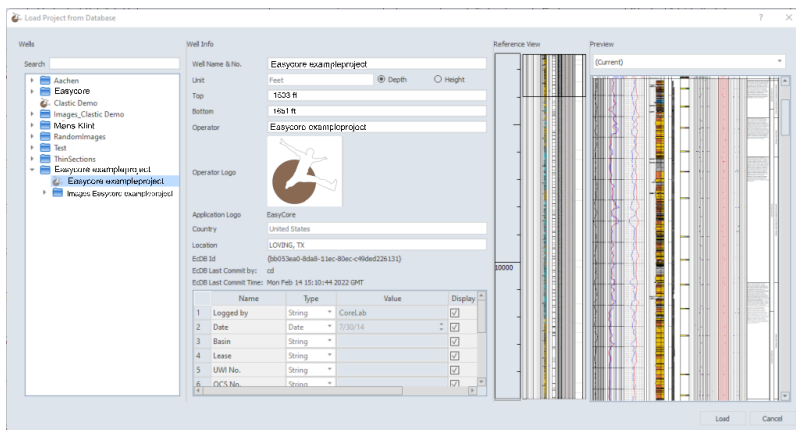 Load Project from Database
Wells
Search
Aachen
Easycore
Clastic Demo
Images_Clastic Demo
Møns Klint
RandomImages
Test
ThinSections
Easycore exampleproject
Easycore exampleproject
Images Easycore exampleproject
Well Info
Well Name & No. Easycore exampleproject
Unit Feet Depth Height
Top 1503 ft
Bottom 1651 ft
Operator Easycore exampleproject
Operator Logo
Application Logo EasyCore
Country United States
Location LOVING, TX
EcDB Id {bb053ea0-8da8-11ec-80ec-c49ded226131}
EcDB Last Commit by: cd
EcDB Last Commit Time: Mon Feb 14 15:10:44 2022 GMT
Name Type Value Display
1 Logged by String CoreLab
2 Date Date 7/30/14
3 Basin String
4 Lease String
5 UWI No. String
6 OCS No. String
Reference View
10000
Preview
(Current)
Load Cancel